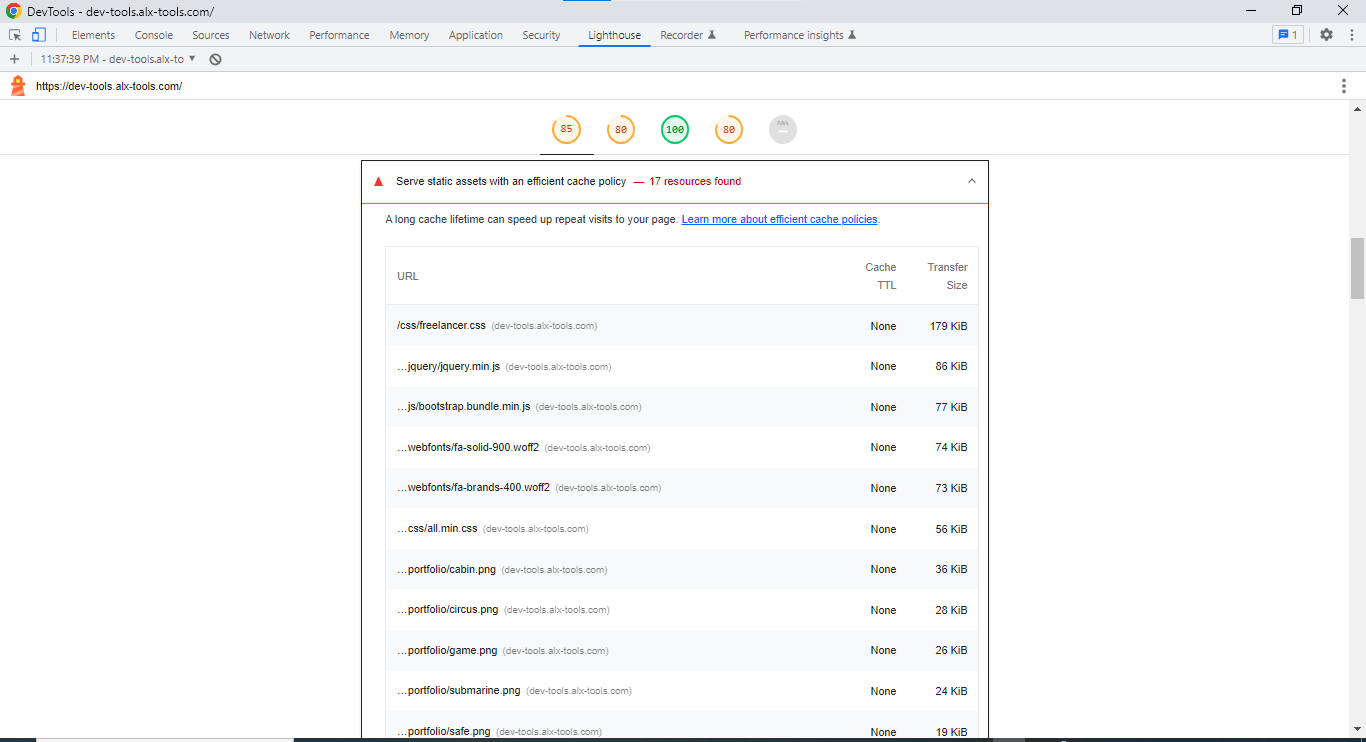 DevTools - dev-tools.alx-tools.com/
Elements Console Sources Network Performance Memory Application Security Lighthouse Recorder Performance insights 1
11:37:39 PM - dev-tools.alx-to
https://dev-tools.alx-tools.com/
85 80 100 80 PWA
Serve static assets with an efficient cache policy — 17 resources found
A long cache lifetime can speed up repeat visits to your page. Learn more about efficient cache policies.
URL Cache TTL Transfer Size
/css/freelancer.css (dev-tools.alx-tools.com) None 179 KiB
…jquery/jquery.min.js (dev-tools.alx-tools.com) None 86 KiB
…js/bootstrap.bundle.min.js (dev-tools.alx-tools.com) None 77 KiB
…webfonts/fa-solid-900.woff2 (dev-tools.alx-tools.com) None 74 KiB
…webfonts/fa-brands-400.woff2 (dev-tools.alx-tools.com) None 73 KiB
…css/all.min.css (dev-tools.alx-tools.com) None 56 KiB
…portfolio/cabin.png (dev-tools.alx-tools.com) None 36 KiB
…portfolio/circus.png (dev-tools.alx-tools.com) None 28 KiB
…portfolio/game.png (dev-tools.alx-tools.com) None 26 KiB
…portfolio/submarine.png (dev-tools.alx-tools.com) None 24 KiB
…portfolio/safe.png (dev-tools.alx-tools.com) None 19 KiB